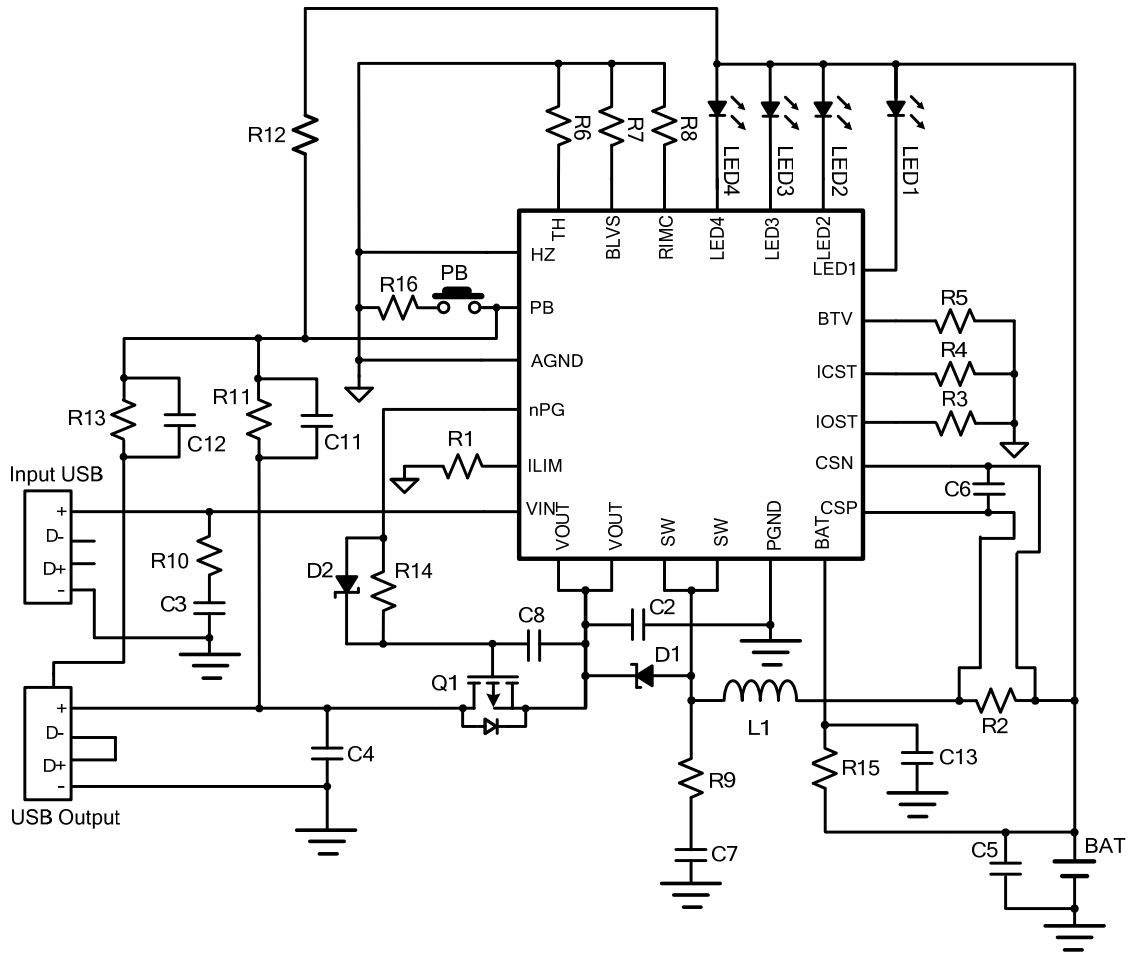 R12
R6
R7
R8
LED4
LED3
LED2
LED1
TH
BLVS
RIMC
LED4
LED3
LED2
LED1
HZ
R16
PB
PB
BTV
R5
AGND
ICST
R4
R13
C12
R11
C11
nPG
IOST
R3
R1
ILIM
CSN
C6
Input USB
+
D-
D+
-
VIN
VOUT
VOUT
SW
SW
PGND
BAT
CSP
R10
C3
D2
R14
C8
C2
D1
Q1
L1
R2
+
D-
D+
-
USB Output
C4
R9
R15
C13
C7
C5
BAT